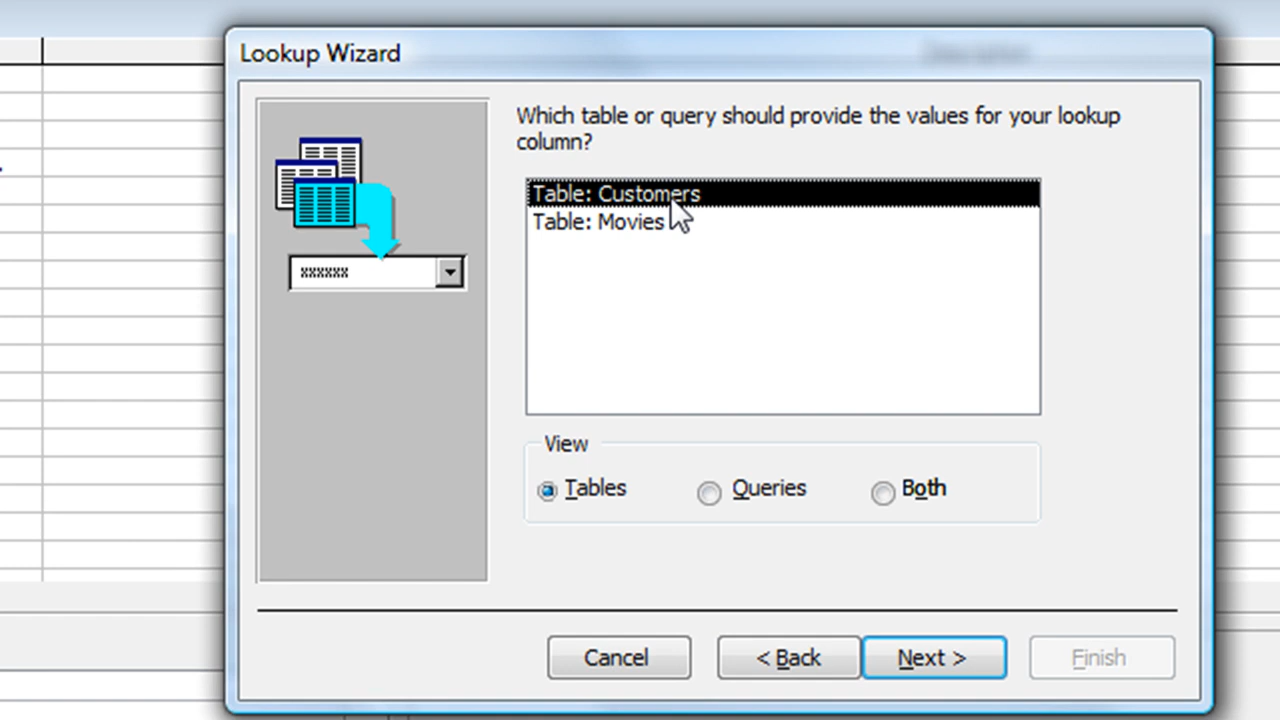 Lookup Wizard
Which table or query should provide the values for your lookup
column?
Table: Customers
Table: Movies
xxxxxx
View
Tables
Queries
Both
Cancel
< Back
Next >
Finish